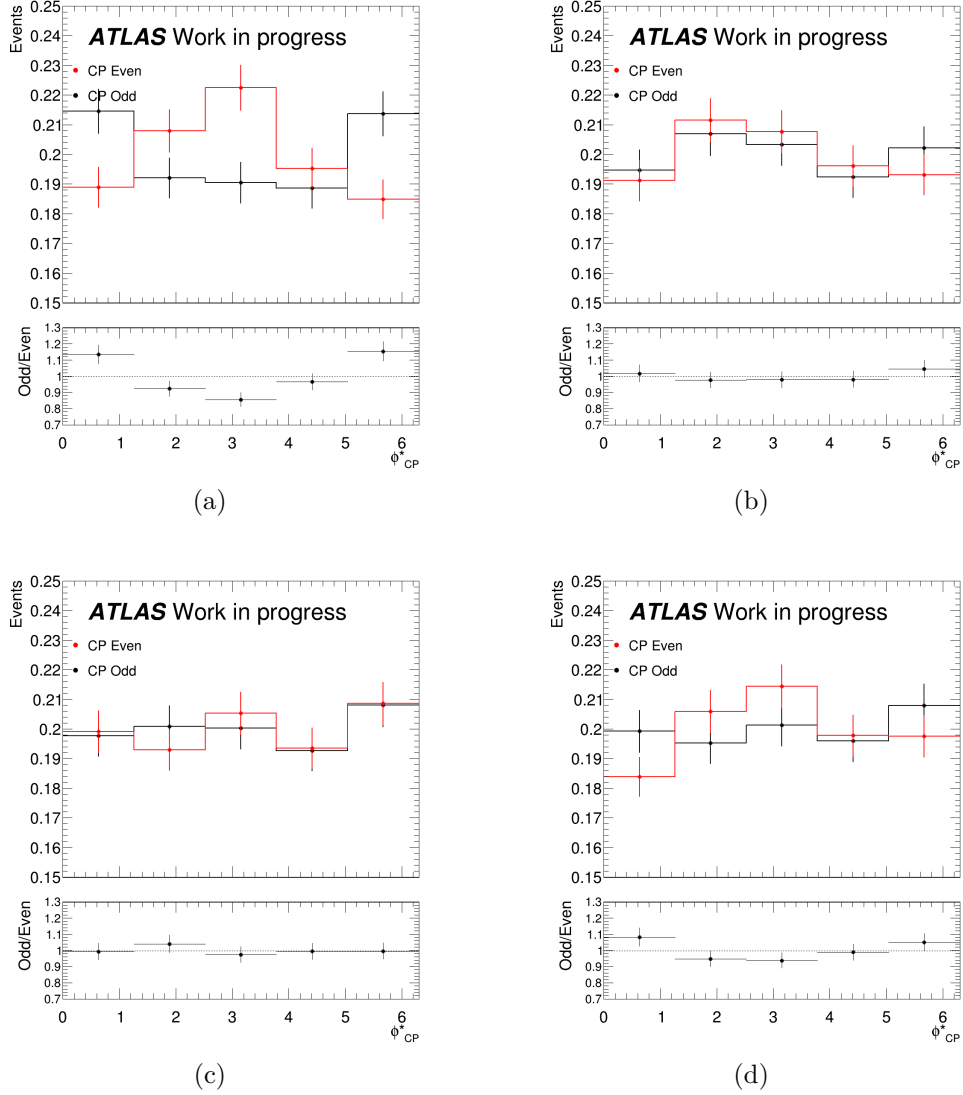 Events
ATLAS Work in progress
CP Even
CP Odd
0.25
0.24
0.23
0.22
0.21
0.2
0.19
0.18
0.17
0.16
0.15
Odd/Even
1.3
1.2
1.1
1
0.9
0.8
0.7
0 1 2 3 4 5 6
ϕ*CP
(a)
Events
ATLAS Work in progress
CP Even
CP Odd
0.25
0.24
0.23
0.22
0.21
0.2
0.19
0.18
0.17
0.16
0.15
Odd/Even
1.3
1.2
1.1
1
0.9
0.8
0.7
0 1 2 3 4 5 6
ϕ*CP
(b)
Events
ATLAS Work in progress
CP Even
CP Odd
0.25
0.24
0.23
0.22
0.21
0.2
0.19
0.18
0.17
0.16
0.15
Odd/Even
1.3
1.2
1.1
1
0.9
0.8
0.7
0 1 2 3 4 5 6
ϕ*CP
(c)
Events
ATLAS Work in progress
CP Even
CP Odd
0.25
0.24
0.23
0.22
0.21
0.2
0.19
0.18
0.17
0.16
0.15
Odd/Even
1.3
1.2
1.1
1
0.9
0.8
0.7
0 1 2 3 4 5 6
ϕ*CP
(d)